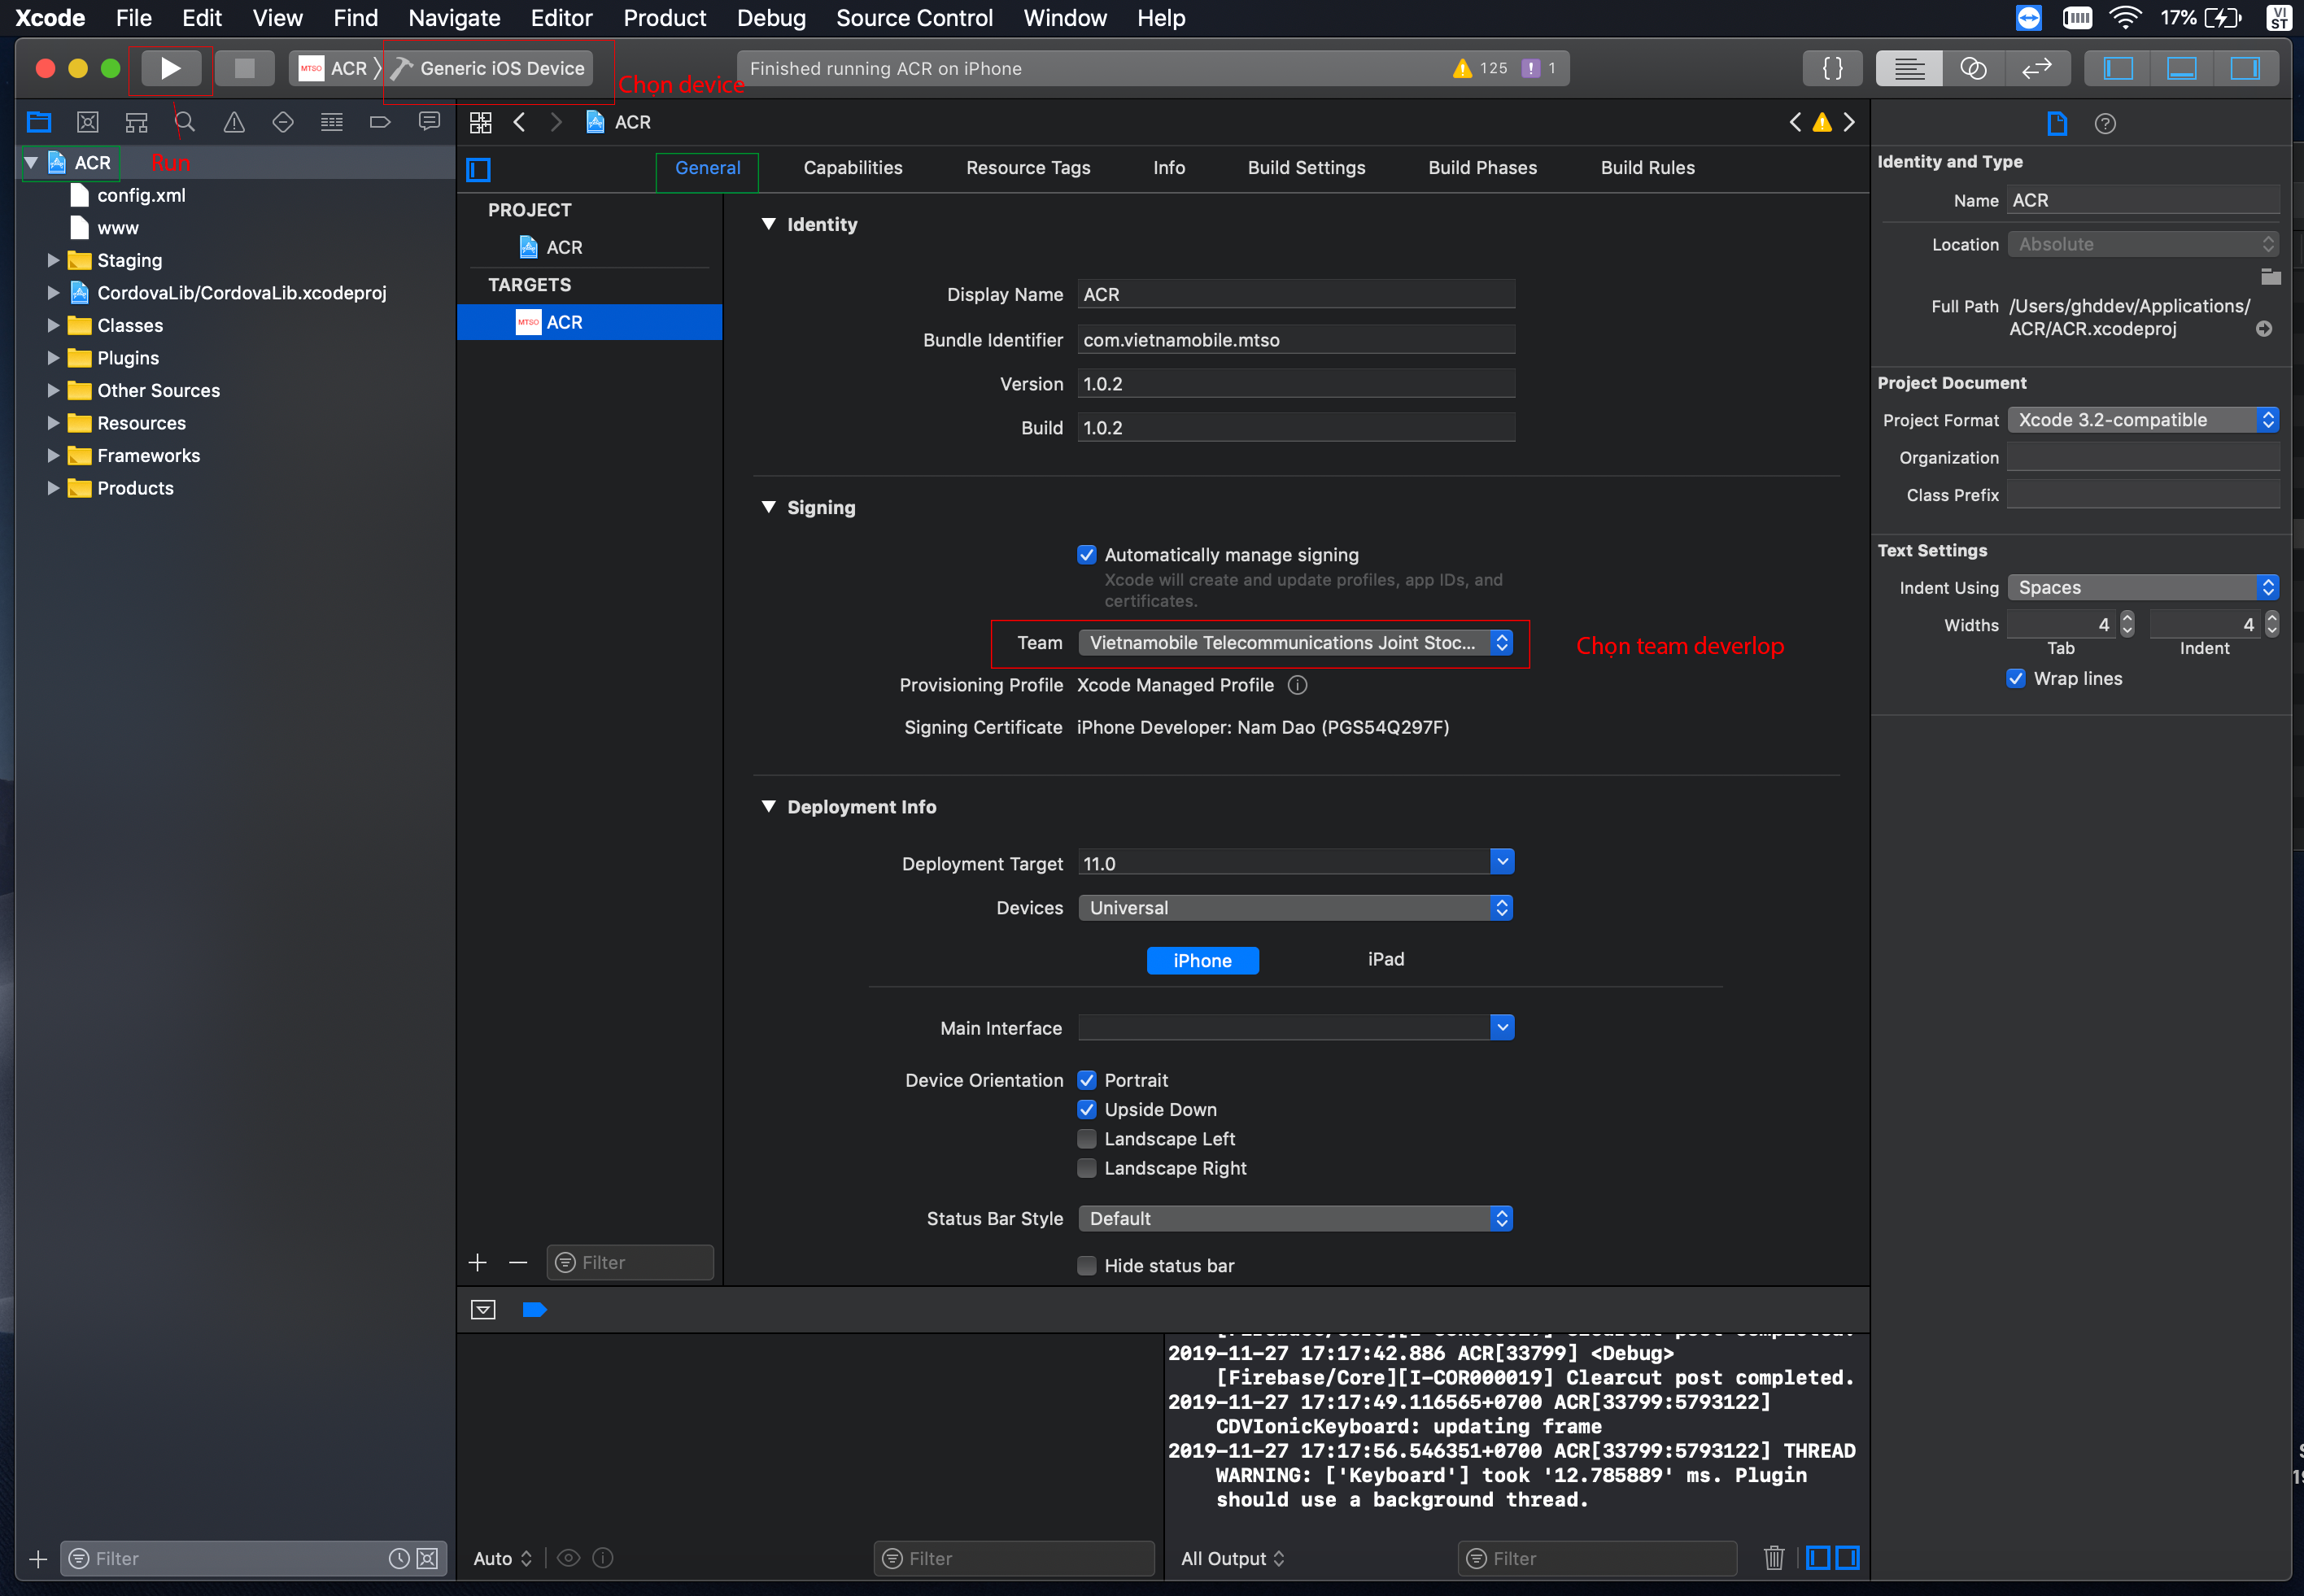 Xcode File Edit View Find Navigate Editor Product Debug Source Control Window Help 17% VI ST
MTSO ACR Generic iOS Device
Chọn device
Finished running ACR on iPhone 125 1
{ }
ACR
Run
config.xml
www
Staging
CordovaLib/CordovaLib.xcodeproj
Classes
Plugins
Other Sources
Resources
Frameworks
Products
Filter
ACR
General Capabilities Resource Tags Info Build Settings Build Phases Build Rules
PROJECT
ACR
TARGETS
MTSO ACR
Filter
Identity
Display Name ACR
Bundle Identifier com.vietnamobile.mtso
Version 1.0.2
Build 1.0.2
Signing
Automatically manage signing
Xcode will create and update profiles, app IDs, and
certificates.
Team Vietnamobile Telecommunications Joint Stoc...
Chọn team deverlop
Provisioning Profile Xcode Managed Profile
Signing Certificate iPhone Developer: Nam Dao (PGS54Q297F)
Deployment Info
Deployment Target 11.0
Devices Universal
iPhone iPad
Main Interface
Device Orientation Portrait
Upside Down
Landscape Left
Landscape Right
Status Bar Style Default
Hide status bar
[Firebase/Core][I-COR000019] Clearcut post completed.
2019-11-27 17:17:42.886 ACR[33799] <Debug>
[Firebase/Core][I-COR000019] Clearcut post completed.
2019-11-27 17:17:49.116565+0700 ACR[33799:5793122]
CDVIonicKeyboard: updating frame
2019-11-27 17:17:56.546351+0700 ACR[33799:5793122] THREAD
WARNING: ['Keyboard'] took '12.785889' ms. Plugin
should use a background thread.
Auto Filter
All Output Filter
Identity and Type
Name ACR
Location Absolute
Full Path /Users/ghddev/Applications/
ACR/ACR.xcodeproj
Project Document
Project Format Xcode 3.2-compatible
Organization
Class Prefix
Text Settings
Indent Using Spaces
Widths 4 4
Tab Indent
Wrap lines